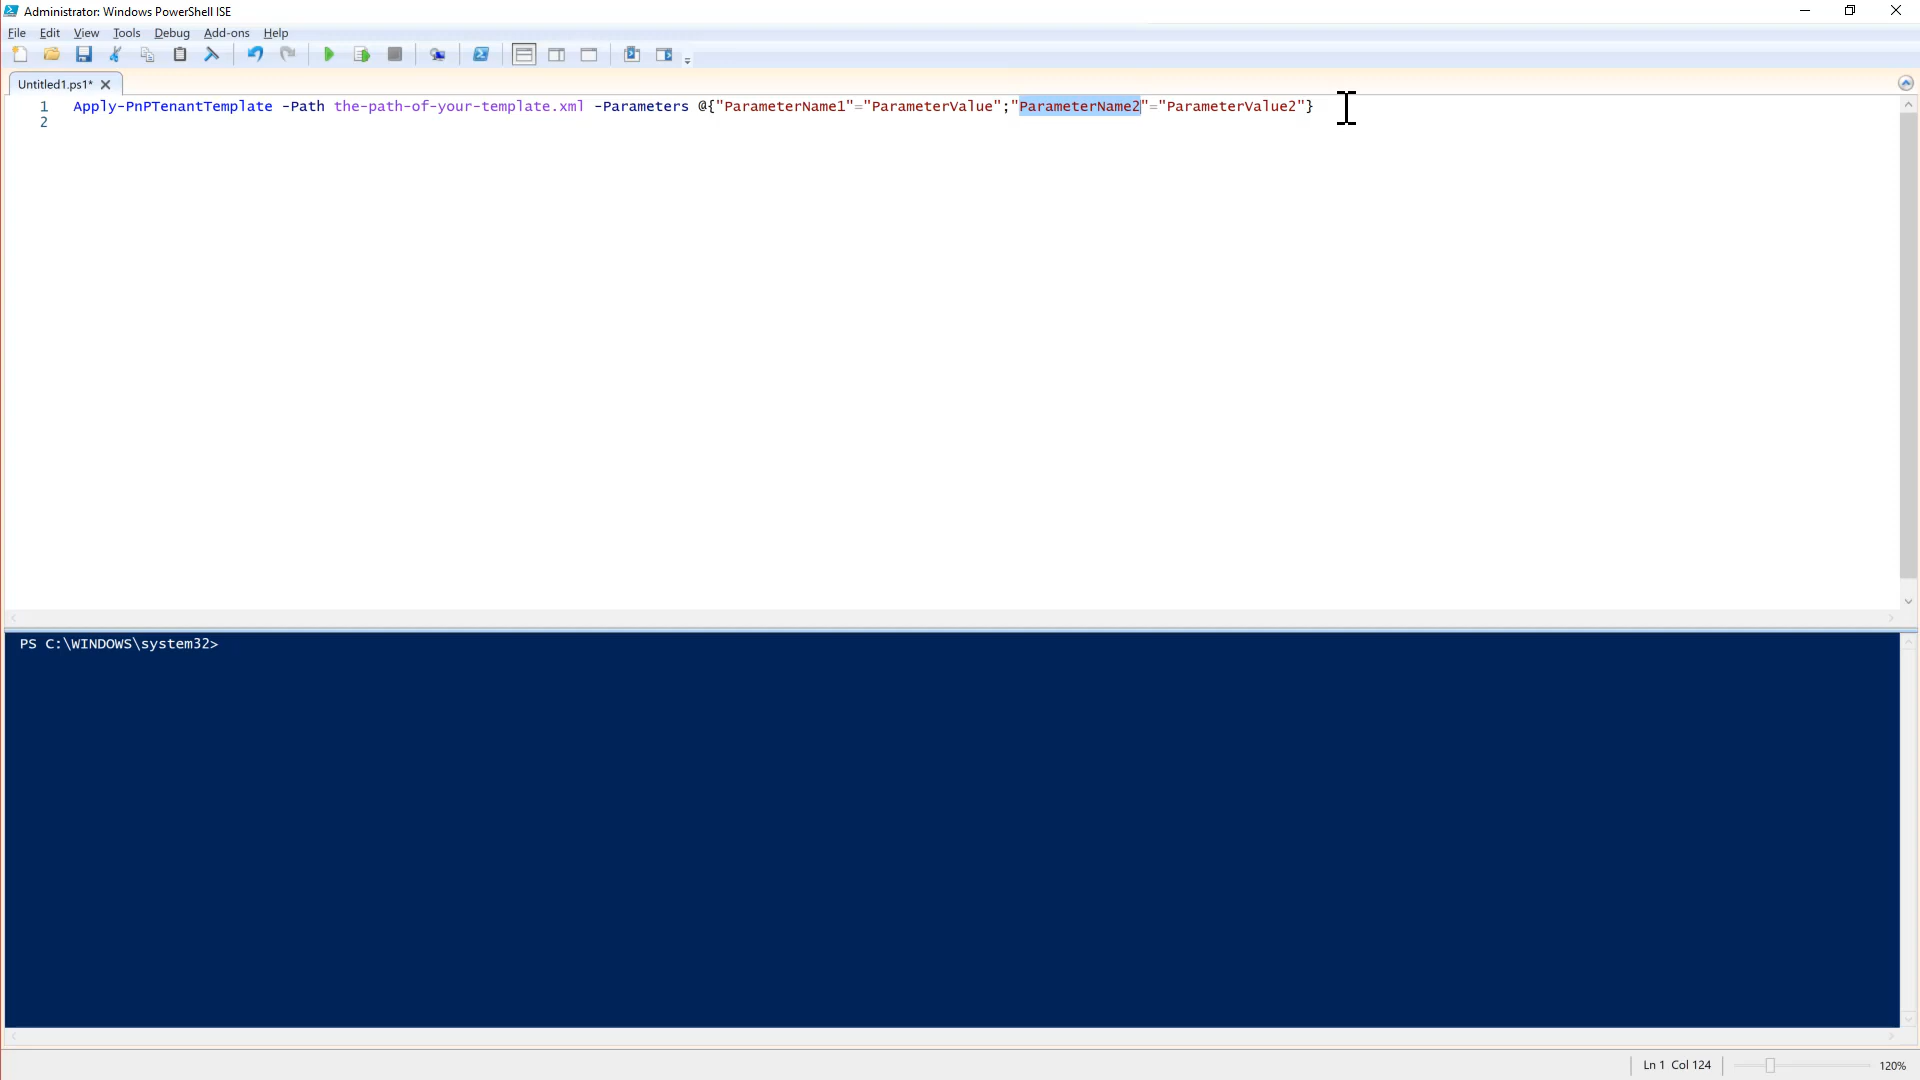 Administrator: Windows PowerShell ISE
File Edit View Tools Debug Add-ons Help
Untitled1.ps1*
1 Apply-PnPTenantTemplate -Path the-path-of-your-template.xml -Parameters @{"ParameterName1"="ParameterValue";"ParameterName2"="ParameterValue2"}
2
PS C:\WINDOWS\system32>
Ln 1 Col 124 120%